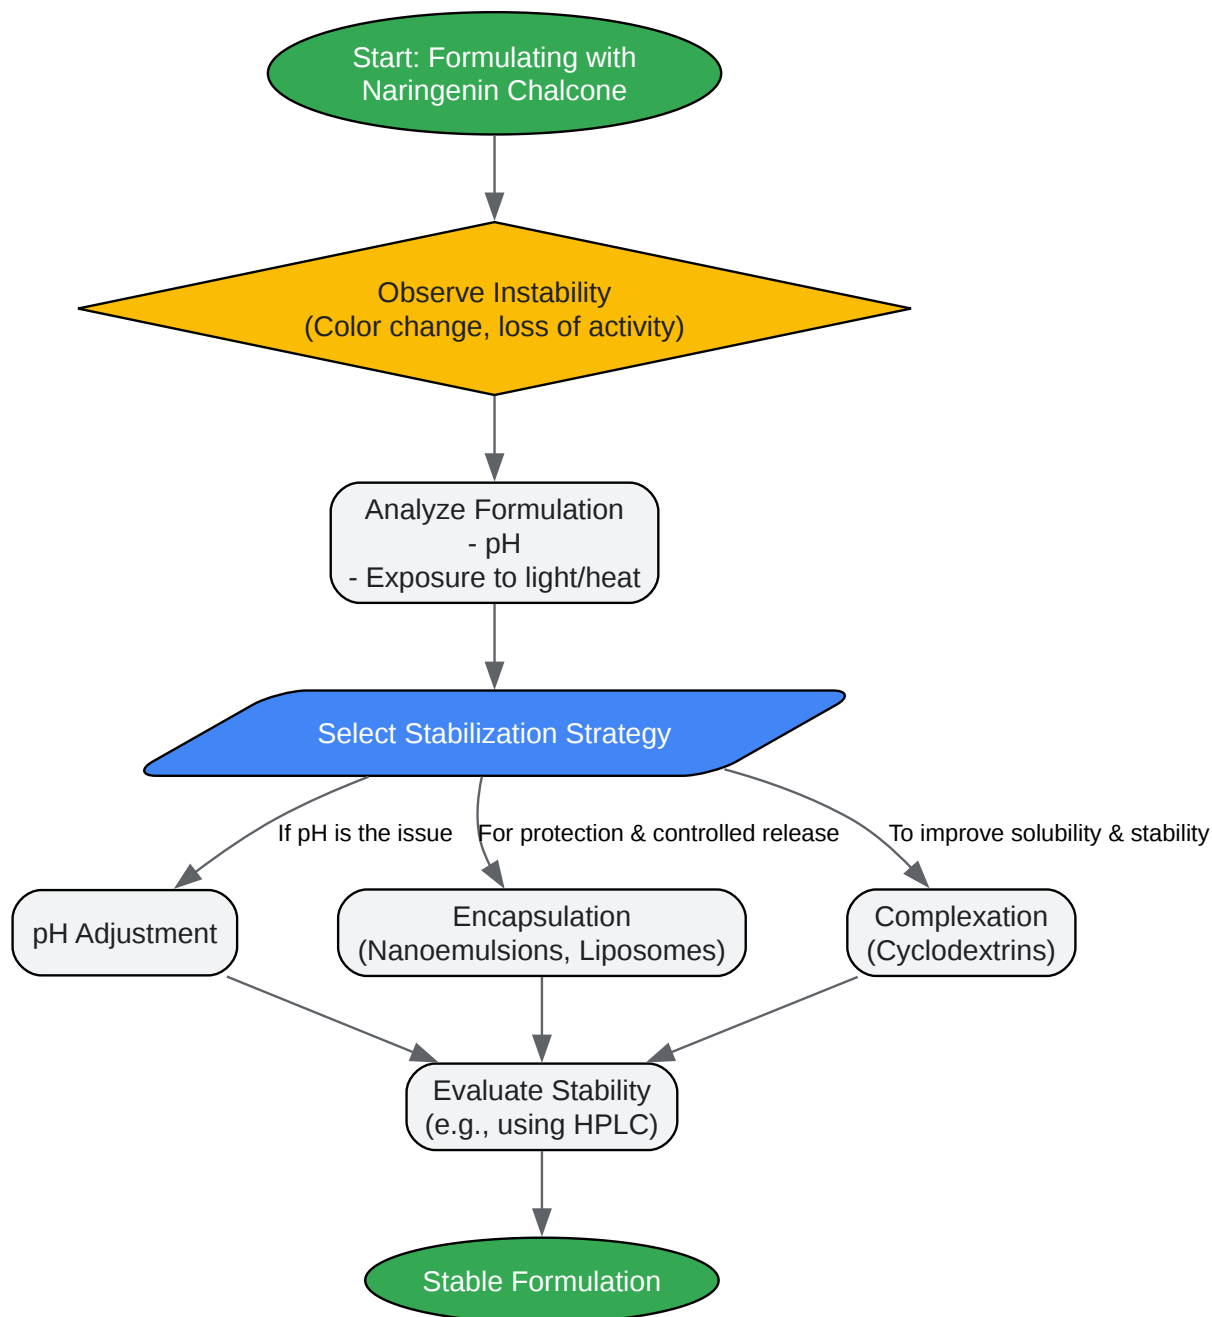 Start: Formulating with
Naringenin Chalcone
Observe Instability
(Color change, loss of activity)
Analyze Formulation
- pH
- Exposure to light/heat
Select Stabilization Strategy
If pH is the issue
For protection & controlled release
To improve solubility & stability
pH Adjustment
Encapsulation
(Nanoemulsions, Liposomes)
Complexation
(Cyclodextrins)
Evaluate Stability
(e.g., using HPLC)
Stable Formulation